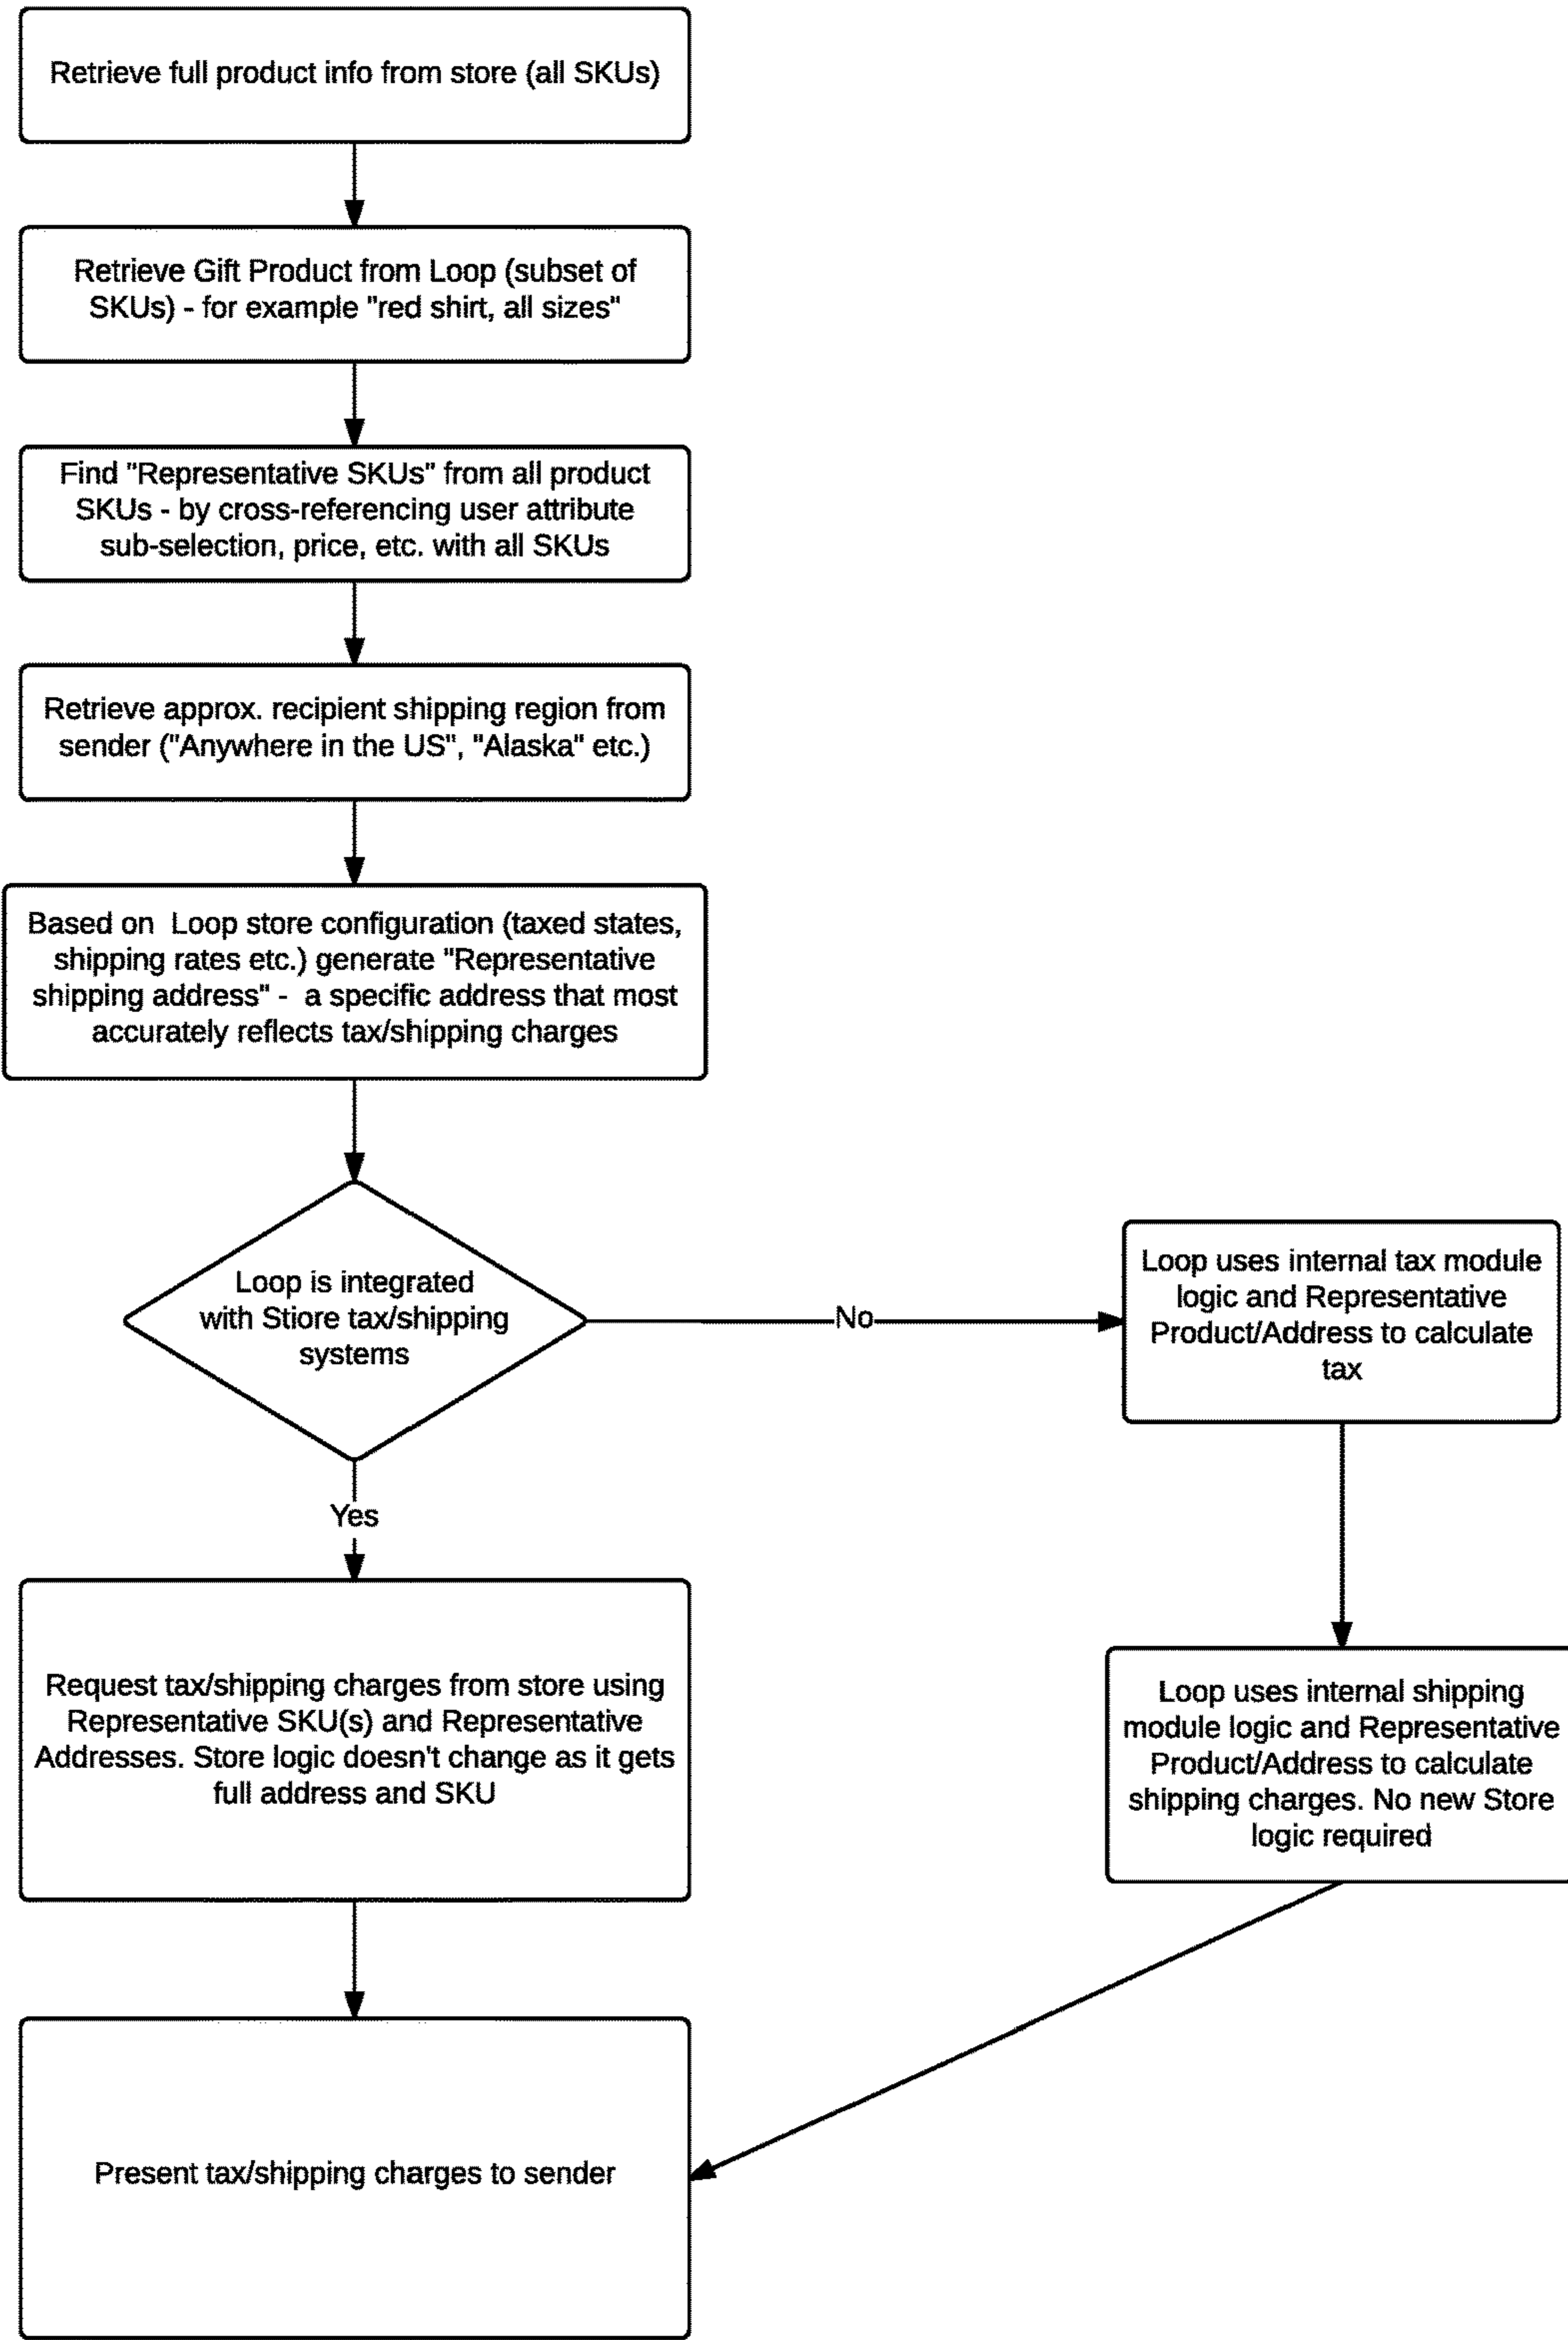 Retrieve full product info from store (all SKUs)
Retrieve Gift Product from Loop (subset of
SKUs) - for example "red shirt, all sizes"
Find "Representative SKUs" from all product
SKUs - by cross-referencing user attribute
sub-selection, price, etc. with all SKUs
Retrieve approx. recipient shipping region from
sender ("Anywhere in the US", "Alaska" etc.)
Based on  Loop store configuration (taxed states,
shipping rates etc.) generate "Representative
shipping address" -  a specific address that most
accurately reflects tax/shipping charges
Loop is integrated
with Stiore tax/shipping
systems
No
Loop uses internal tax module
logic and Representative
Product/Address to calculate
tax
Yes
Request tax/shipping charges from store using
Representative SKU(s) and Representative
Addresses. Store logic doesn't change as it gets
full address and SKU
Loop uses internal shipping
module logic and Representative
Product/Address to calculate
shipping charges. No new Store
logic required
Present tax/shipping charges to sender